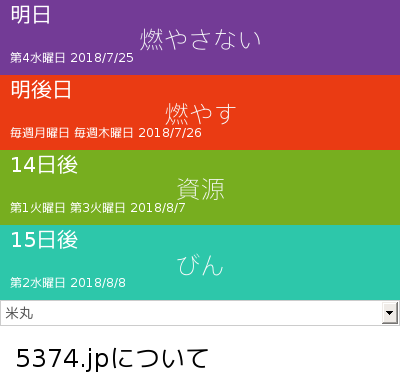 明日
燃やさない
第4水曜日 2018/7/25
明後日
燃やす
毎週月曜日 毎週木曜日 2018/7/26
14日後
資源
第1火曜日 第3火曜日 2018/8/7
15日後
びん
第2水曜日 2018/8/8
米丸
5374.jpについて